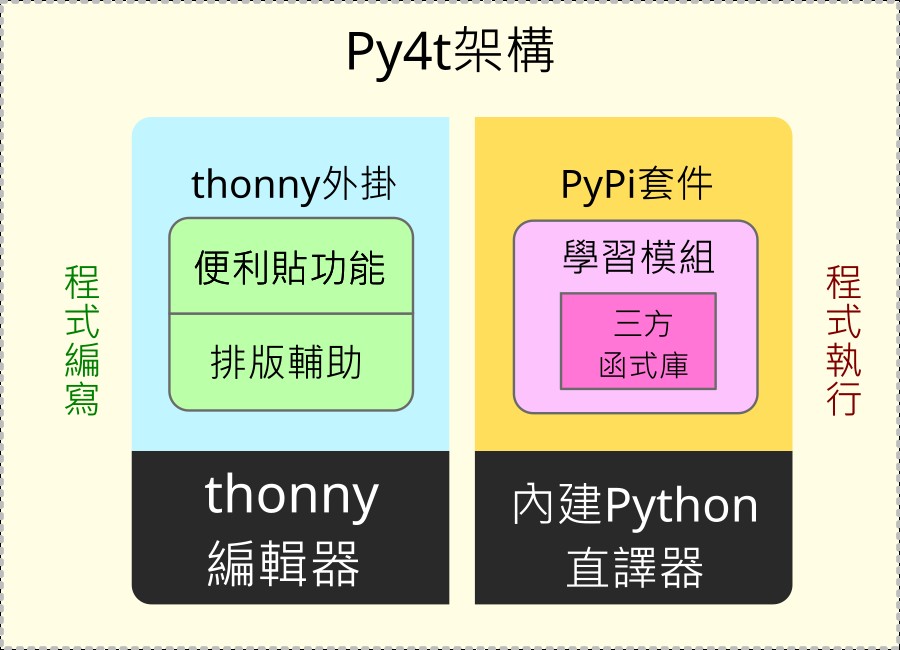 Py4t架構
程式編寫
thonny外掛
便利貼功能
排版輔助
thonny
編輯器
PyPi套件
學習模組
三方
函式庫
內建Python
直譯器
程式執行